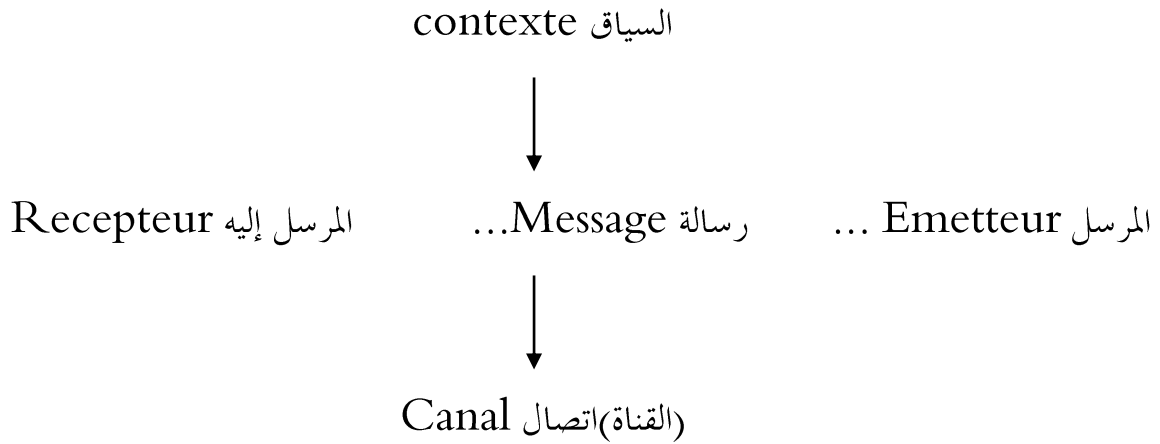 السياق contexte
المرسل Emetteur ... رسالة Message... المرسل إليه Recepteur
(القناة)اتصال Canal